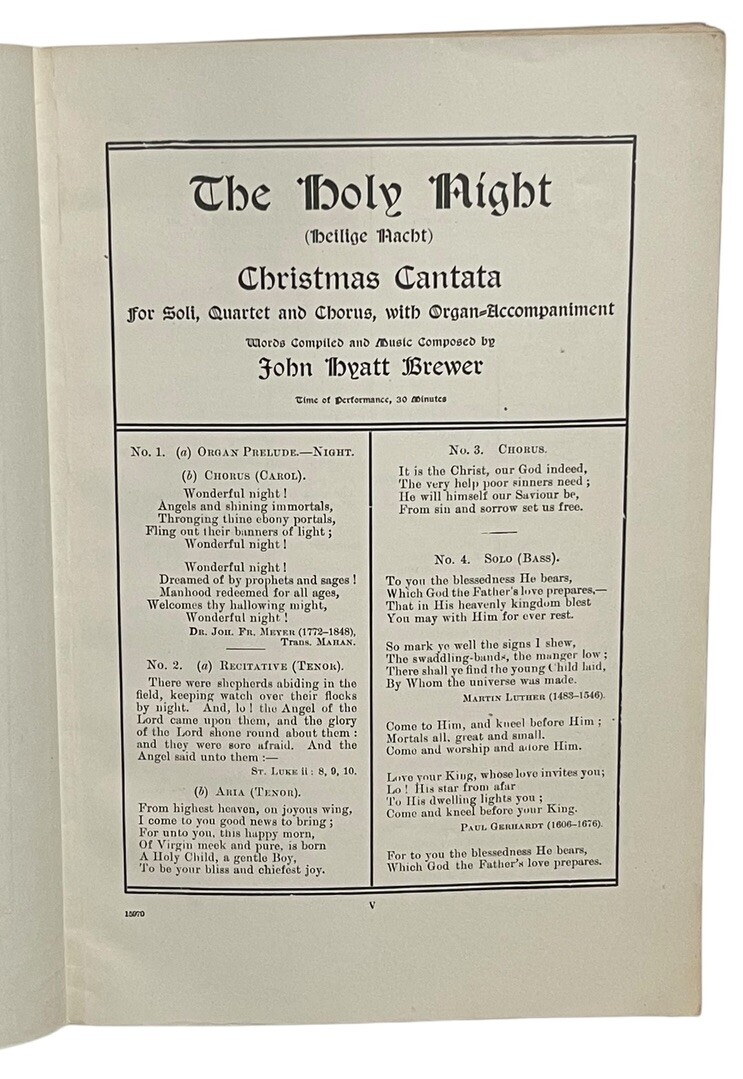 The Holy Night
(Heilige Nacht)
Christmas Cantata
For Soli, Quartet and Chorus, with Organ-Accompaniment
Words Compiled and Music Composed by
John Hyatt Brewer
Time of Performance, 30 Minutes
No. 1. (a) Organ Prelude.—Night.
(b) Chorus (Carol).
Wonderful night!
Angels and shining immortals,
Thronging thine ebony portals,
Fling out their banners of light;
Wonderful night!
Wonderful night!
Dreamed of by prophets and sages!
Manhood redeemed for all ages,
Welcomes thy hallowing might,
Wonderful night!
Dr. Joh. Fr. Meyer (1772–1848),
Trans. Mahan.
No. 2. (a) Recitative (Tenor).
There were shepherds abiding in the
field, keeping watch over their flocks
by night. And, lo! the Angel of the
Lord came upon them, and the glory
of the Lord shone round about them:
and they were sore afraid. And the
Angel said unto them:—
St. Luke ii: 8, 9, 10.
(b) Aria (Tenor).
From highest heaven, on joyous wing,
I come to you good news to bring;
For unto you, this happy morn,
Of Virgin meek and pure, is born
A Holy Child, a gentle Boy,
To be your bliss and chiefest joy.
No. 3. Chorus.
It is the Christ, our God indeed,
The very help poor sinners need;
He will himself our Saviour be,
From sin and sorrow set us free.
No. 4. Solo (Bass).
To you the blessedness He bears,
Which God the Father's love prepares,—
That in His heavenly kingdom blest
You may with Him for ever rest.
So mark ye well the signs I shew,
The swaddling-bands, the manger low;
There shall ye find the young Child laid,
By Whom the universe was made.
Martin Luther (1483–1546).
Come to Him, and kneel before Him;
Mortals all, great and small.
Come and worship and adore Him.
Love your King, whose love invites you;
Lo! His star from afar
To His dwelling lights you;
Come and kneel before your King.
Paul Gerhardt (1606–1676).
For to you the blessedness He bears,
Which God the Father's love prepares.
15970
V